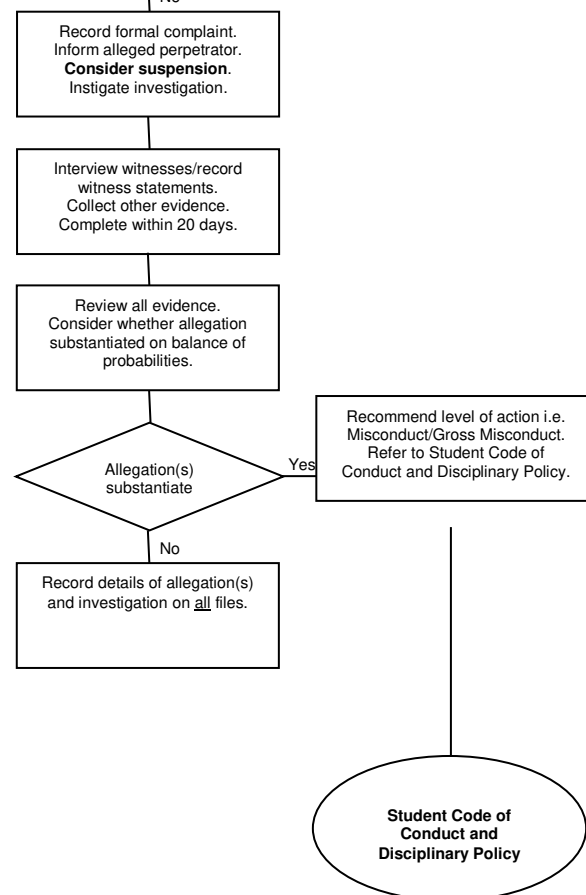 No
Record formal complaint.
Inform alleged perpetrator.
Consider suspension.
Instigate investigation.
Interview witnesses/record
witness statements.
Collect other evidence.
Complete within 20 days.
Review all evidence.
Consider whether allegation
substantiated on balance of
probabilities.
Allegation(s)
substantiate
Yes
Recommend level of action i.e.
Misconduct/Gross Misconduct.
Refer to Student Code of
Conduct and Disciplinary Policy.
No
Record details of allegation(s)
and investigation on all files.
Student Code of
Conduct and
Disciplinary Policy